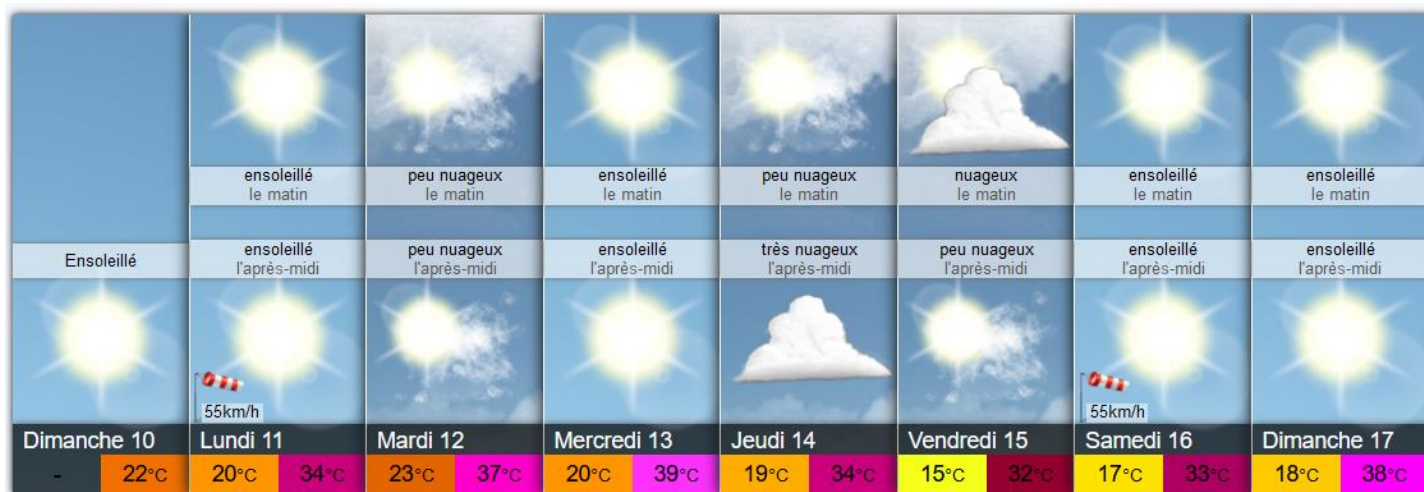 ensoleillé
le matin
peu nuageux
le matin
ensoleillé
le matin
peu nuageux
le matin
nuageux
le matin
ensoleillé
le matin
ensoleillé
le matin
Ensoleillé
ensoleillé
l'après-midi
peu nuageux
l'après-midi
ensoleillé
l'après-midi
très nuageux
l'après-midi
peu nuageux
l'après-midi
ensoleillé
l'après-midi
ensoleillé
l'après-midi
55km/h
55km/h
Dimanche 10 Lundi 11 Mardi 12 Mercredi 13 Jeudi 14 Vendredi 15 Samedi 16 Dimanche 17
- 22°C 20°C 34°C 23°C 37°C 20°C 39°C 19°C 34°C 15°C 32°C 17°C 33°C 18°C 38°C